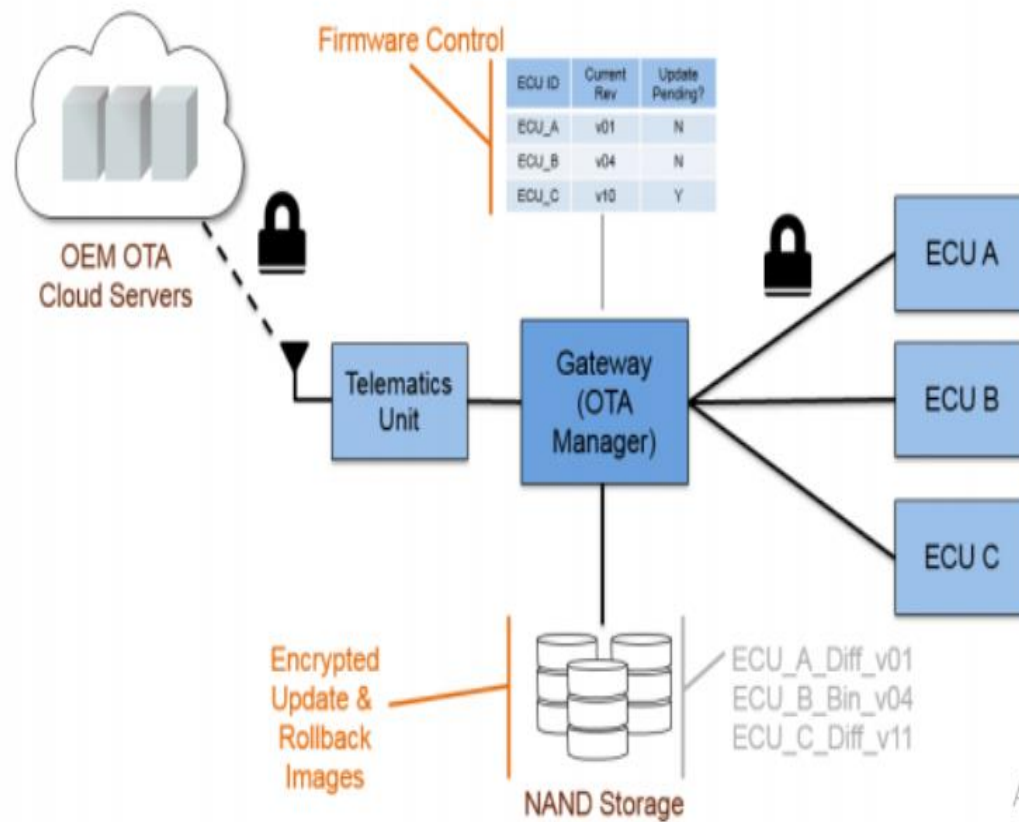 Firmware Control
ECU ID Current Rev Update Pending?
ECU_A v01 N
ECU_B v04 N
ECU_C v10 Y
OEM OTA
Cloud Servers
Telematics
Unit
Gateway
(OTA
Manager)
ECU A
ECU B
ECU C
Encrypted
Update &
Rollback
Images
NAND Storage
ECU_A_Diff_v01
ECU_B_Bin_v04
ECU_C_Diff_v11